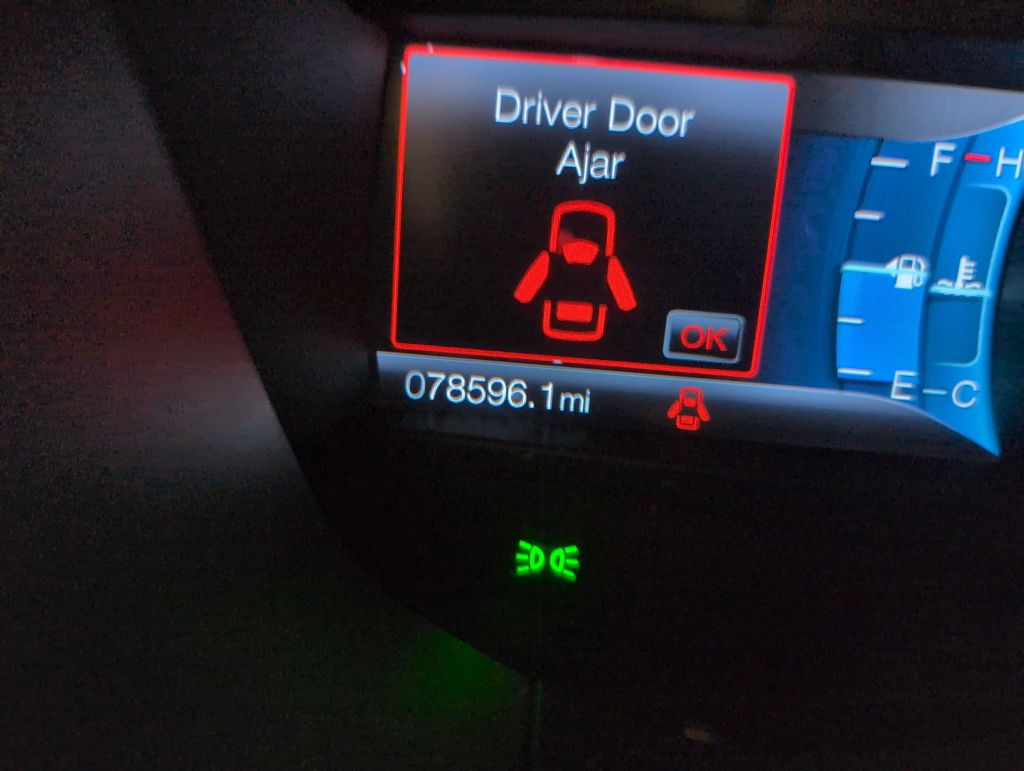 Driver Door
Ajar
OK
078596.1mi
F-H
E-C